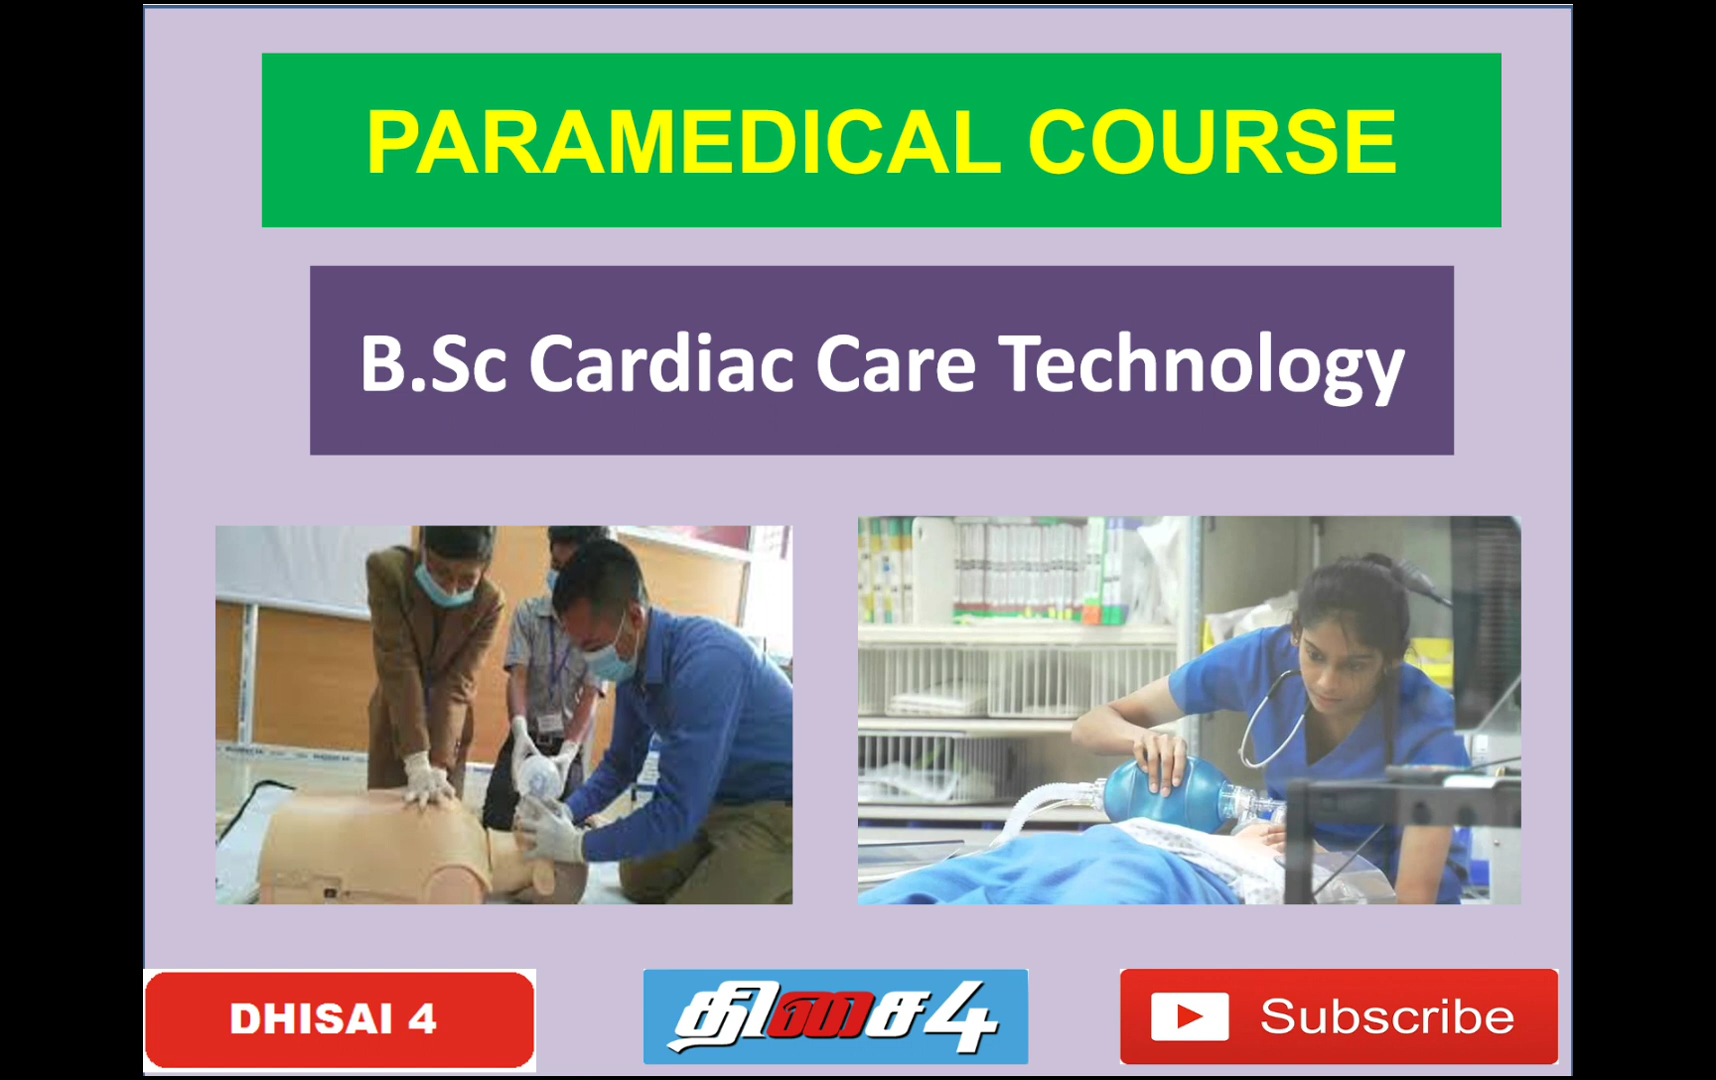 PARAMEDICAL COURSE
B.Sc Cardiac Care Technology
DHISAI 4
திசை4
Subscribe